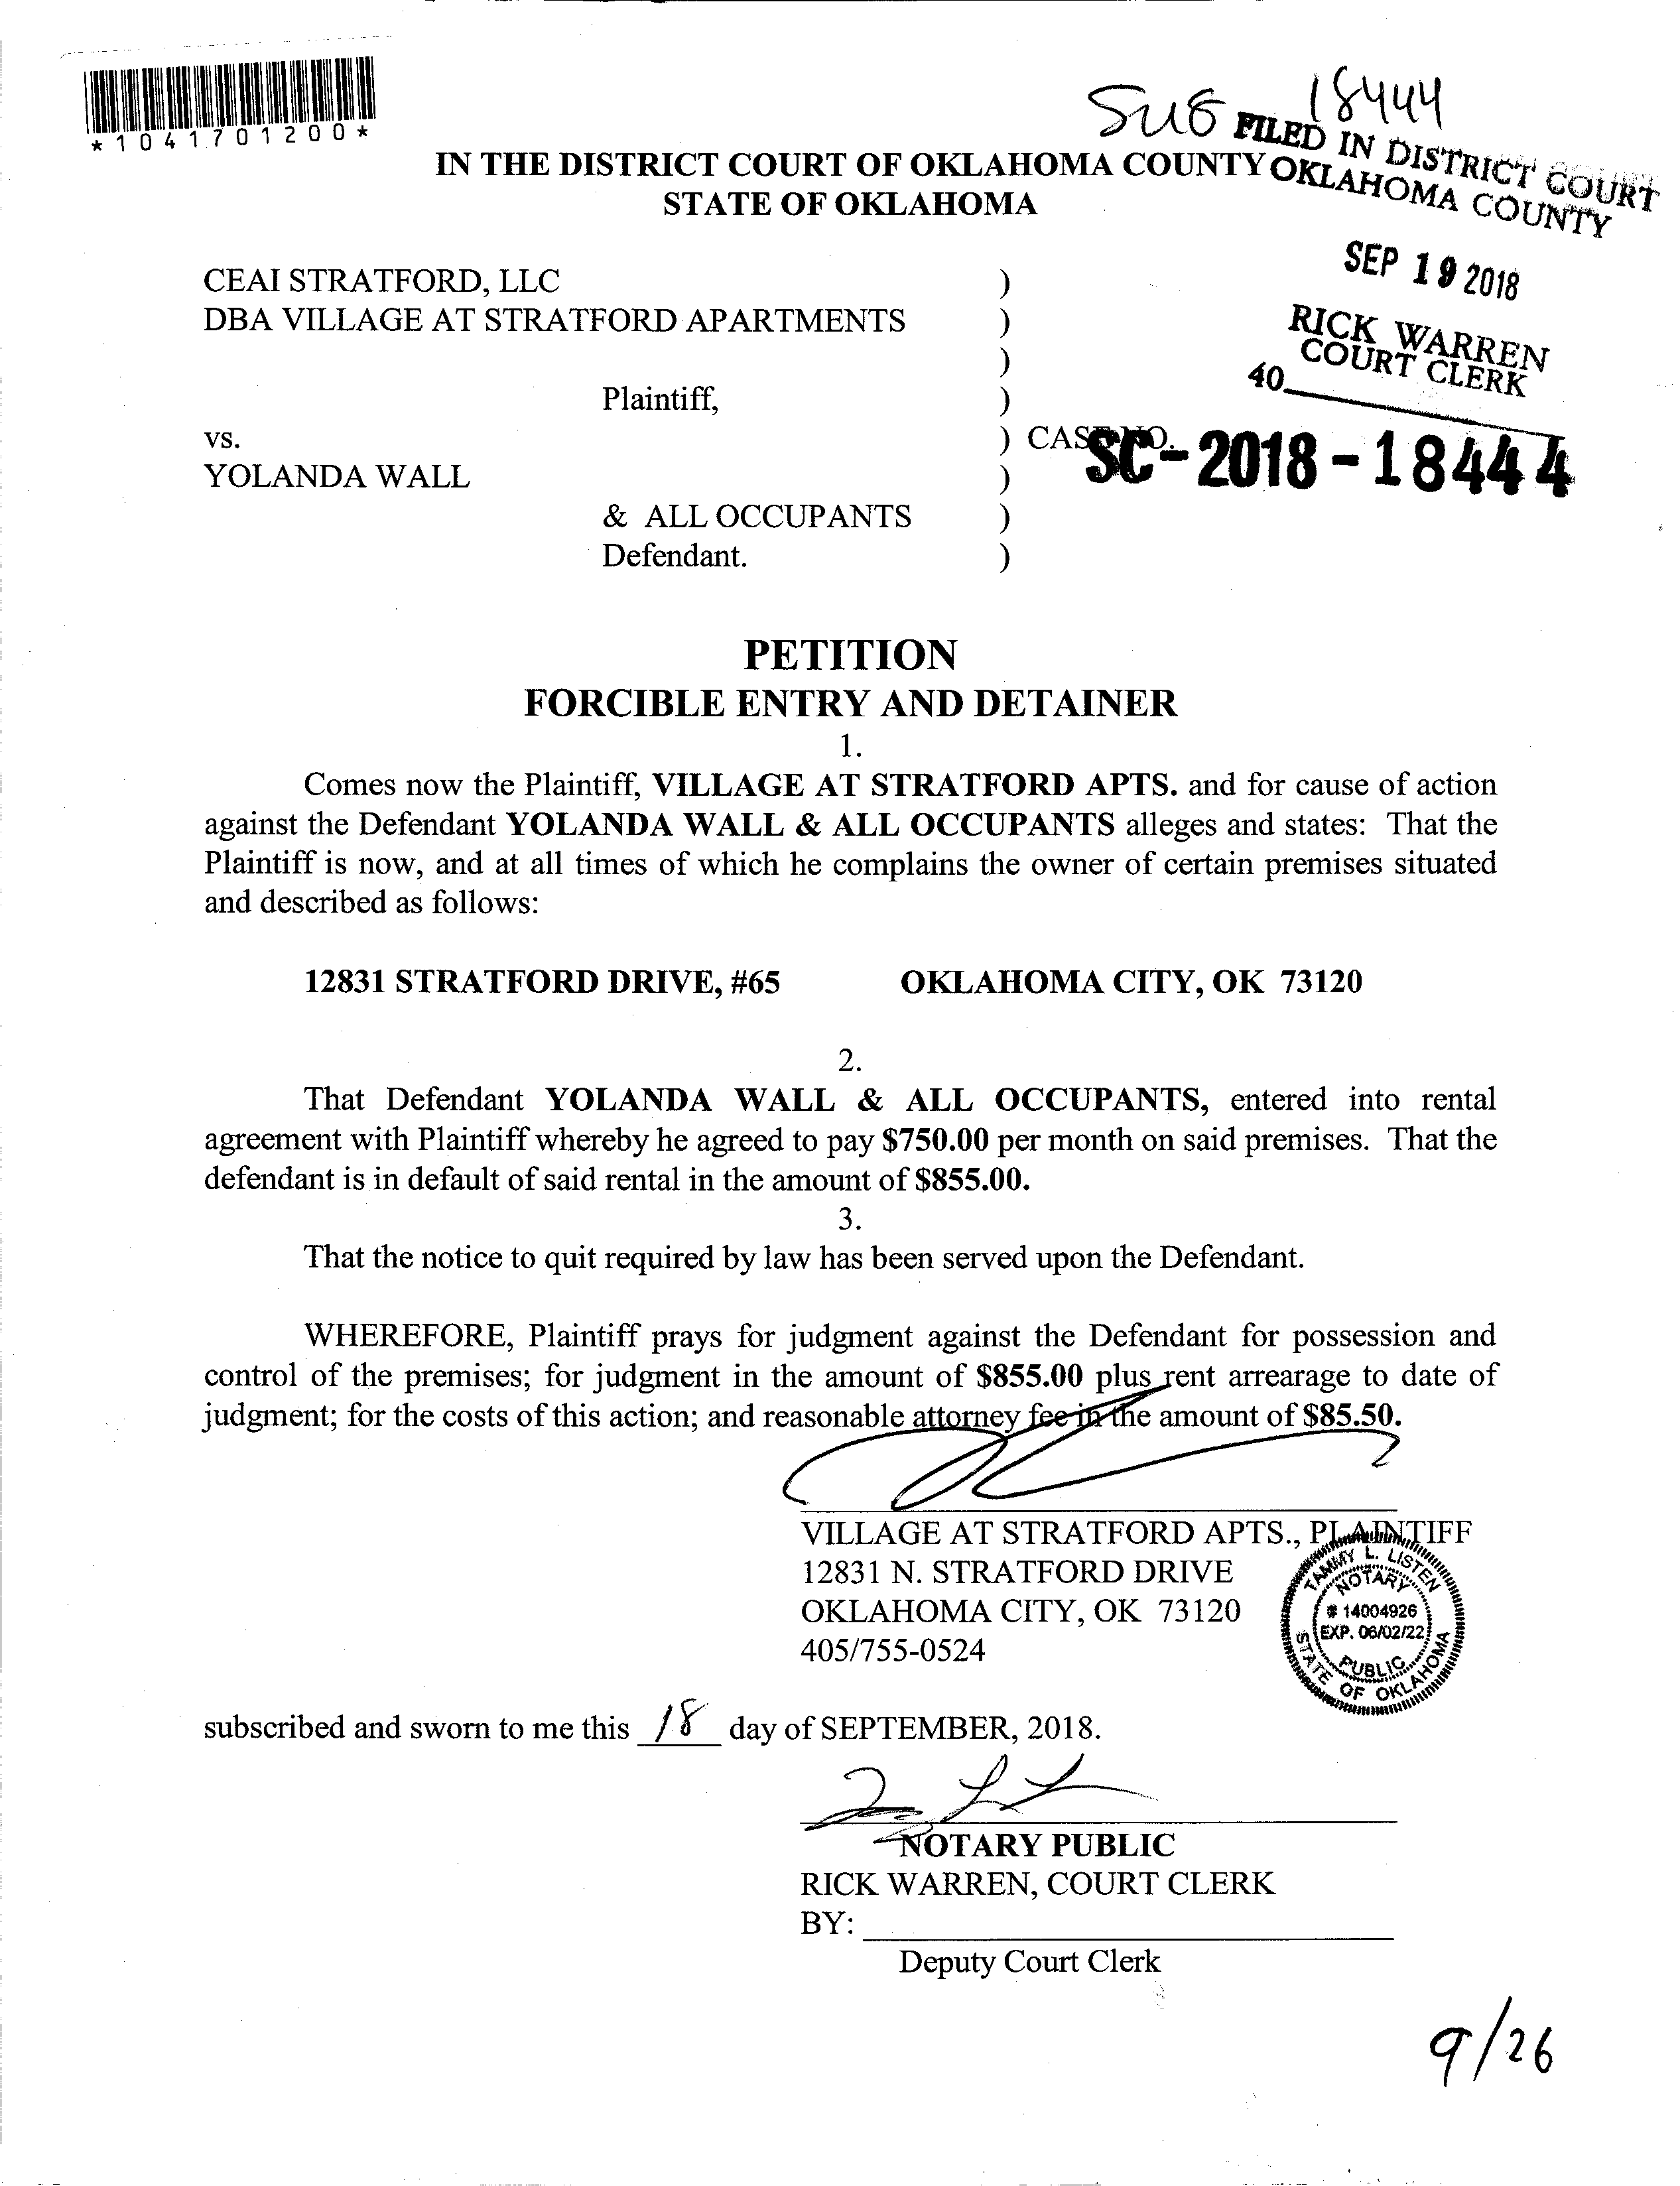 *1041701200*
SUG 18444
FILED IN DISTRICT COURT
OKLAHOMA COUNTY
IN THE DISTRICT COURT OF OKLAHOMA COUNTY
STATE OF OKLAHOMA
SEP 19 2018
RICK WARREN
COURT CLERK
40
CEAI STRATFORD, LLC )
DBA VILLAGE AT STRATFORD APARTMENTS )
)
Plaintiff, )
vs. ) CASE NO. SC-2018-18444
YOLANDA WALL )
& ALL OCCUPANTS )
Defendant. )
PETITION
FORCIBLE ENTRY AND DETAINER
1.
Comes now the Plaintiff, VILLAGE AT STRATFORD APTS. and for cause of action
against the Defendant YOLANDA WALL & ALL OCCUPANTS alleges and states: That the
Plaintiff is now, and at all times of which he complains the owner of certain premises situated
and described as follows:
12831 STRATFORD DRIVE, #65 OKLAHOMA CITY, OK 73120
2.
That Defendant YOLANDA WALL & ALL OCCUPANTS, entered into rental
agreement with Plaintiff whereby he agreed to pay $750.00 per month on said premises. That the
defendant is in default of said rental in the amount of $855.00.
3.
That the notice to quit required by law has been served upon the Defendant.
WHEREFORE, Plaintiff prays for judgment against the Defendant for possession and
control of the premises; for judgment in the amount of $855.00 plus rent arrearage to date of
judgment; for the costs of this action; and reasonable attorney fee in the amount of $85.50.
VILLAGE AT STRATFORD APTS., PLAINTIFF
12831 N. STRATFORD DRIVE
OKLAHOMA CITY, OK 73120
405/755-0524
TAMMY L. LISTEN
NOTARY
# 14004926
EXP. 06/02/22
PUBLIC
STATE OF OKLAHOMA
subscribed and sworn to me this 18 day of SEPTEMBER, 2018.
NOTARY PUBLIC
RICK WARREN, COURT CLERK
BY:
Deputy Court Clerk
9/26